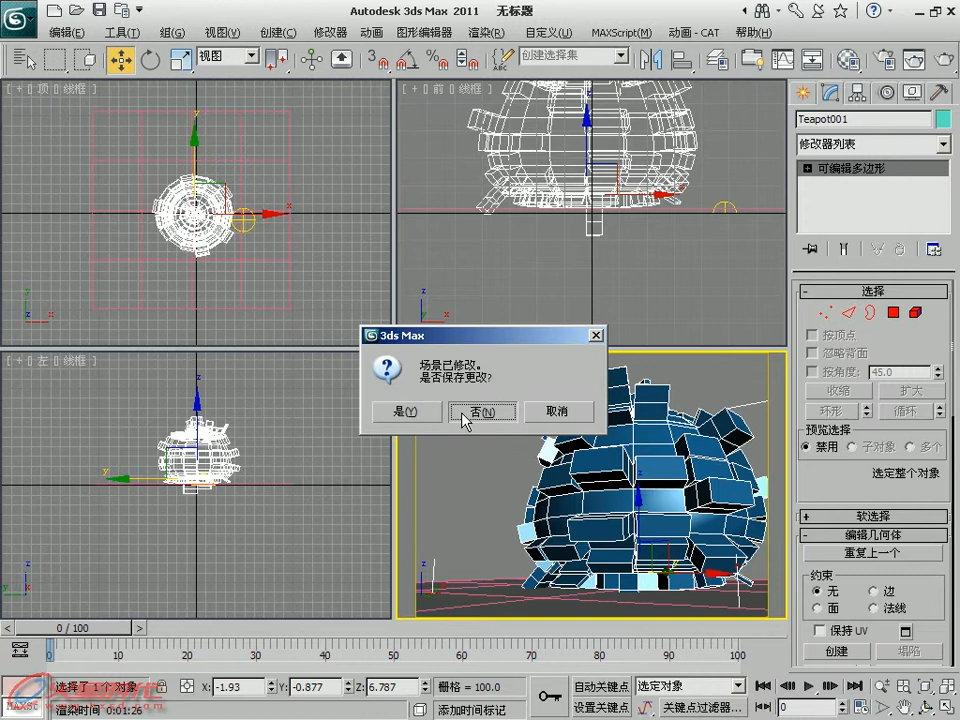 Autodesk 3ds Max 2011 无标题
编辑(E) 工具(T) 组(G) 视图(V) 创建(C) 修改器 动画 图形编辑器 渲染(R) 自定义(U) MAXScript(M) 动画 - CAT 帮助(H)
视图 3 创建选择集
[ + [] 顶 [] 线框 ]
[ + [] 前 [] 线框 ]
Teapot001
修改器列表
可编辑多边形
选择
按顶点
忽略背面
按角度: 45.0
收缩 扩大
环形 循环
预览选择
禁用 子对象 多个
选定整个对象
软选择
编辑几何体
重复上一个
约束
无 边
面 法线
保持 UV
创建 塌陷
[ + [] 左 [] 线框 ]
3ds Max
场景已修改。
是否保存更改?
是(Y) 否(N) 取消
0 / 100
0 10 20 30 40 50 60 70 80 90 100
选择了 1 个 对象 X: -1.93 Y: -0.877 Z: 6.787 栅格 = 100.0 自动关键点 选定对象
MAX脚 渲染时间 0:01:26 添加时间标记 设置关键点 关键点过滤器... 0